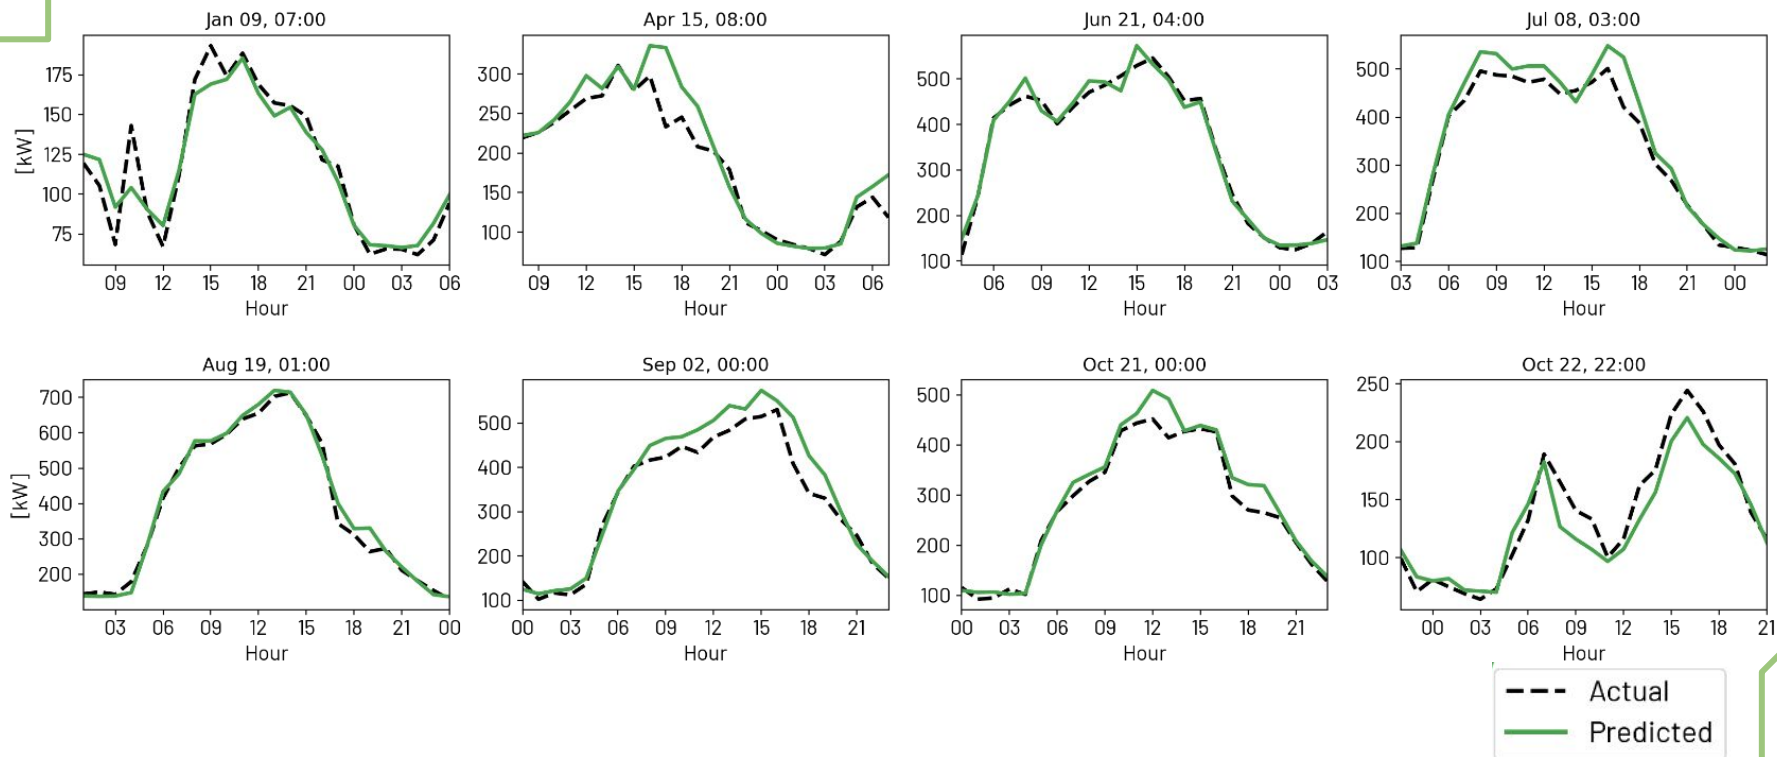 Jan 09, 07:00
Apr 15, 08:00
Jun 21, 04:00
Jul 08, 03:00
175
150
125
100
75
[kW]
09 12 15 18 21 00 03 06
Hour
300
250
200
150
100
09 12 15 18 21 00 03 06
Hour
500
400
300
200
100
06 09 12 15 18 21 00 03
Hour
500
400
300
200
100
03 06 09 12 15 18 21 00
Hour
Aug 19, 01:00
Sep 02, 00:00
Oct 21, 00:00
Oct 22, 22:00
700
600
500
400
300
200
[kW]
03 06 09 12 15 18 21 00
Hour
500
400
300
200
100
00 03 06 09 12 15 18 21
Hour
500
400
300
200
100
00 03 06 09 12 15 18 21
Hour
250
200
150
100
00 03 06 09 12 15 18 21
Hour
Actual
Predicted